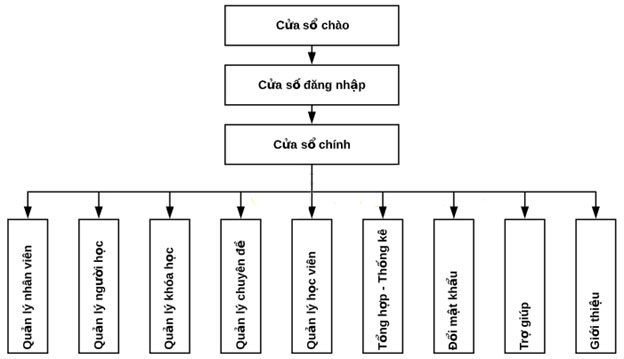 Cửa sổ chào
Cửa sổ đăng nhập
Cửa sổ chính
Quản lý nhân viên
Quản lý người học
Quản lý khóa học
Quản lý chuyên đề
Quản lý học viên
Tổng hợp - Thống kê
Đổi mật khẩu
Trợ giúp
Giới thiệu